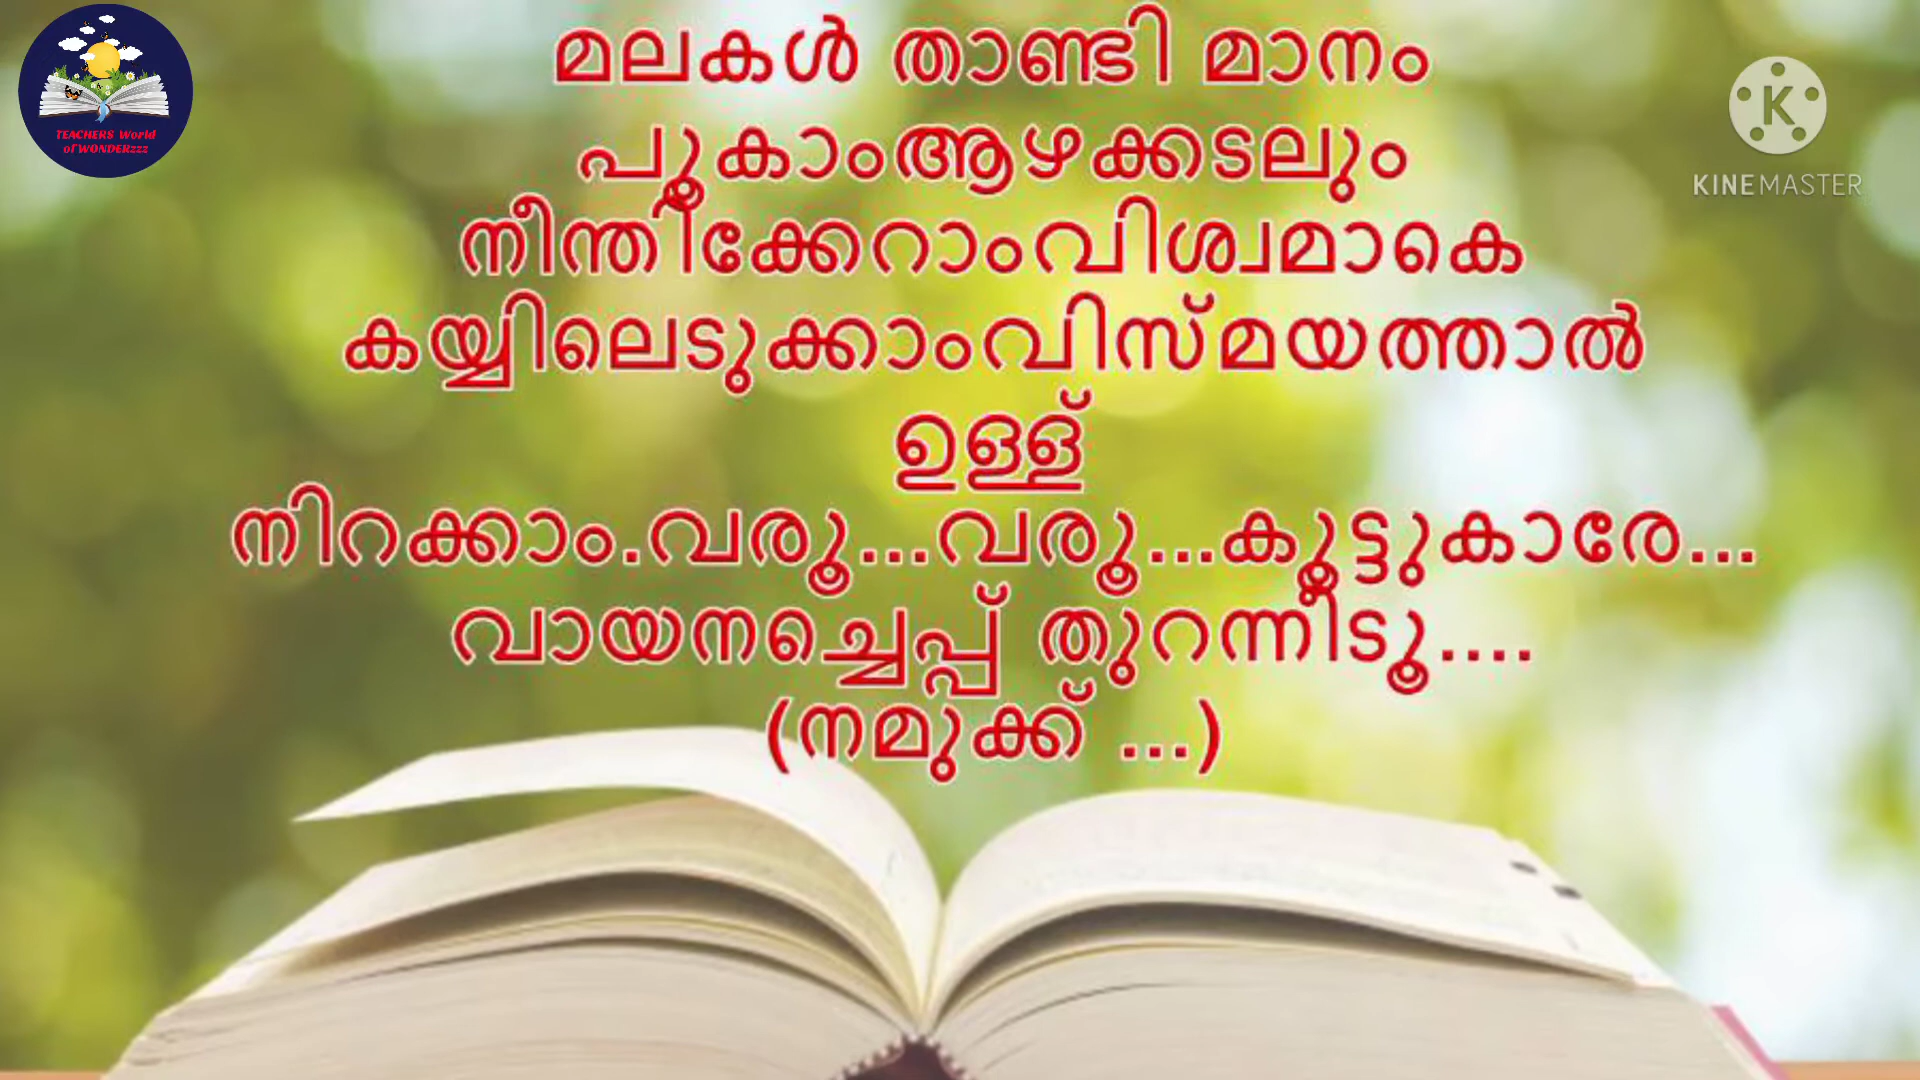 മലകൾ താണ്ടി മാനം
പൂകാംആഴക്കടലും
നീന്തിക്കേറാംവിശ്വമാകെ
കയ്യിലെടുക്കാംവിസ്മയത്താൽ
ഉള്ള്
നിറക്കാം.വരൂ...വരൂ...കൂട്ടുകാരേ...
വായനച്ചെപ്പ് തുറന്നീടൂ....
(നമുക്ക് ...)
TEACHERS World
of WONDERzzz
K
KINEMASTER